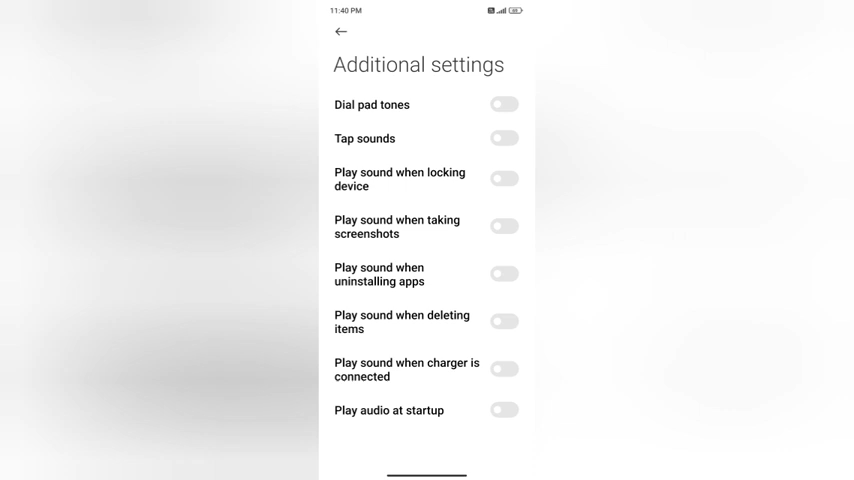 11:40 PM
Additional settings
Dial pad tones
Tap sounds
Play sound when locking
device
Play sound when taking
screenshots
Play sound when
uninstalling apps
Play sound when deleting
items
Play sound when charger is
connected
Play audio at startup